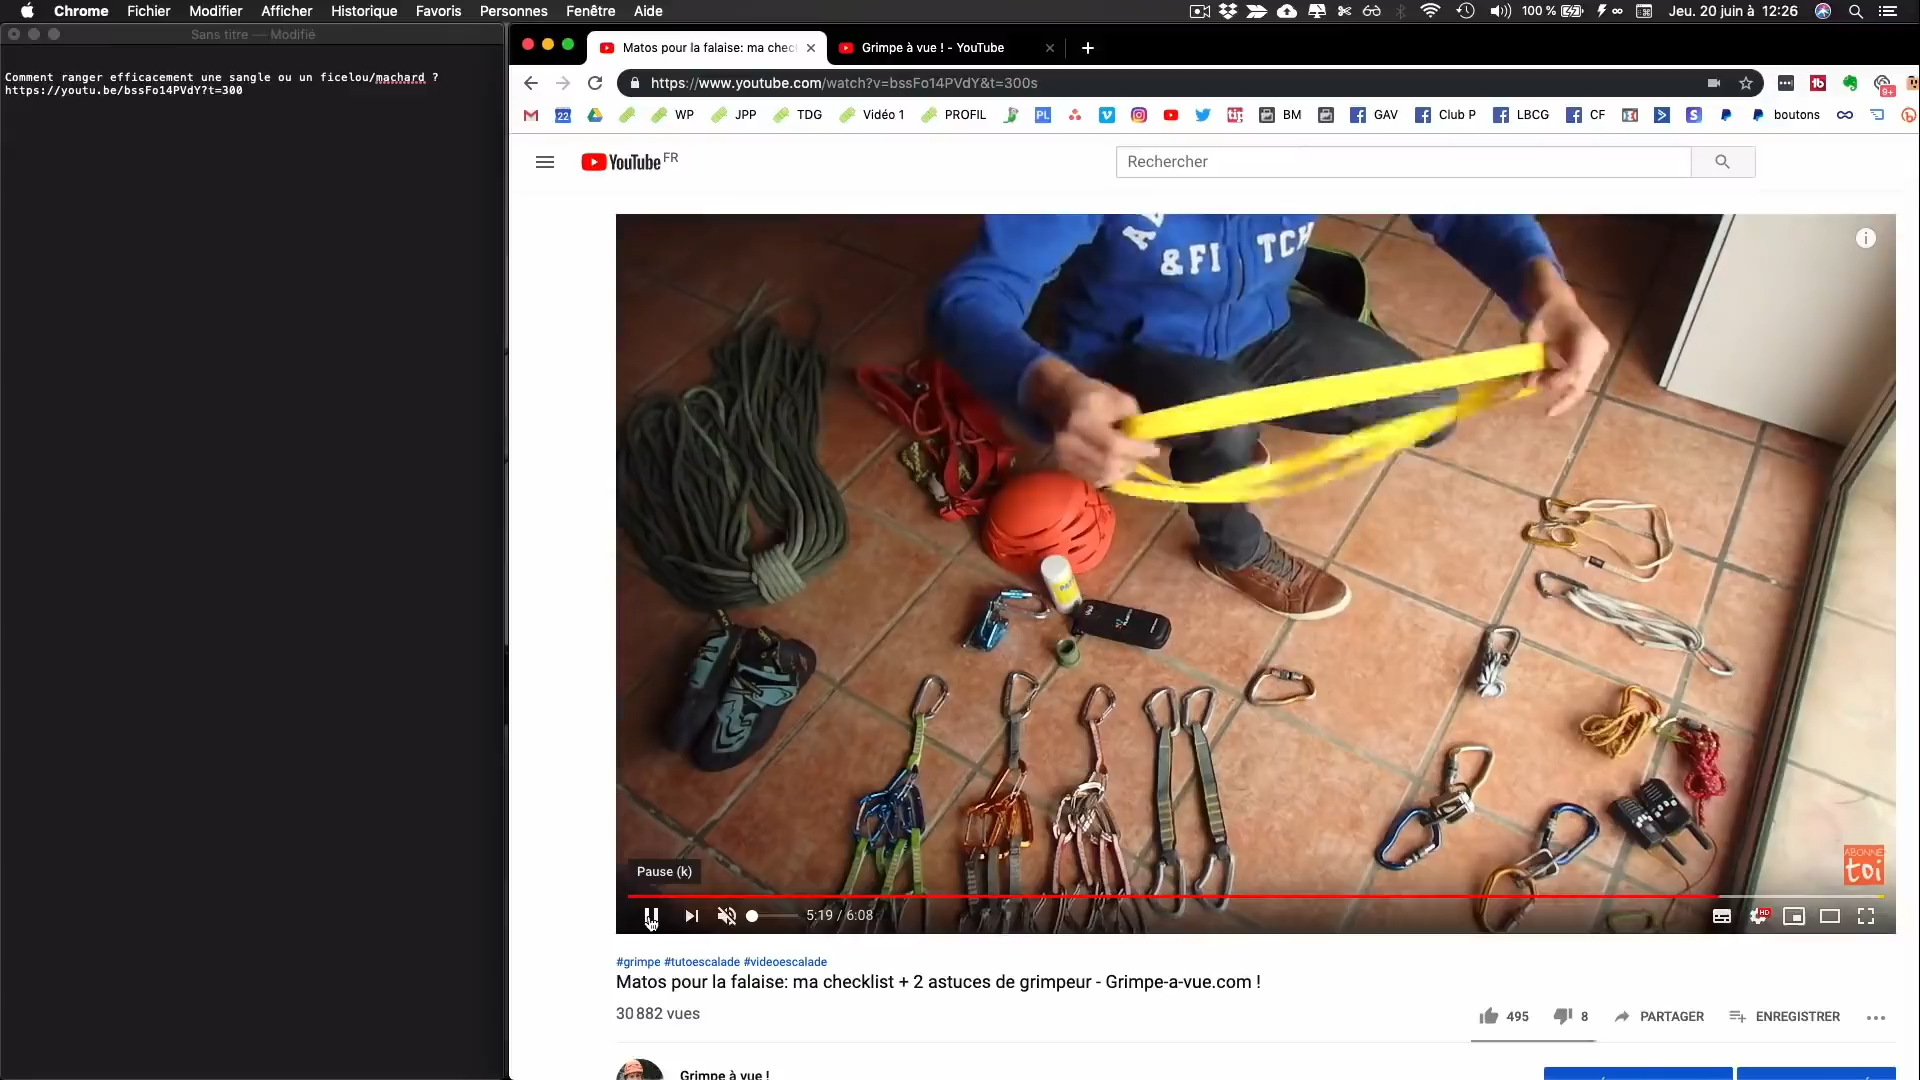 Chrome Fichier Modifier Afficher Historique Favoris Personnes Fenêtre Aide 100 % Jeu. 20 juin à 12:26
Sans titre — Modifié
Comment ranger efficacement une sangle ou un ficelou/machard ?
https://youtu.be/bssFo14PVdY?t=300
Matos pour la falaise: ma chec
Grimpe à vue ! - YouTube
https://www.youtube.com/watch?v=bssFo14PVdY&t=300s
9+
22 WP JPP TDG Vidéo 1 PROFIL PL tip BM GAV Club P LBCG CF boutons
YouTube FR
Rechercher
&FI TCH
ABONNE
toi
Pause (k)
5:19 / 6:08
HD
#grimpe #tutoescalade #videoescalade
Matos pour la falaise: ma checklist + 2 astuces de grimpeur - Grimpe-a-vue.com !
30 882 vues
495 8 PARTAGER ENREGISTRER
Grimpe à vue !